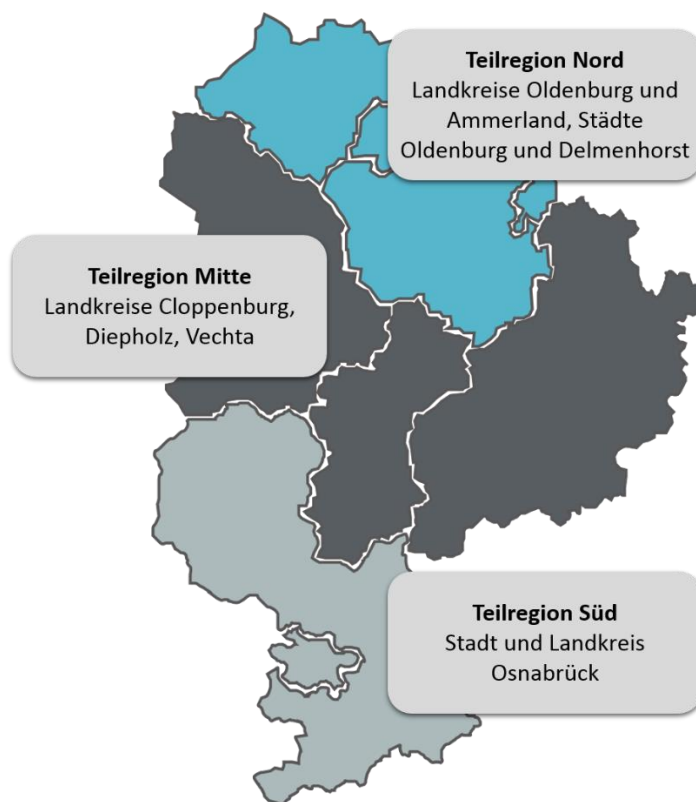 Teilregion Nord
Landkreise Oldenburg und
Ammerland, Städte
Oldenburg und Delmenhorst
Teilregion Mitte
Landkreise Cloppenburg,
Diepholz, Vechta
Teilregion Süd
Stadt und Landkreis
Osnabrück